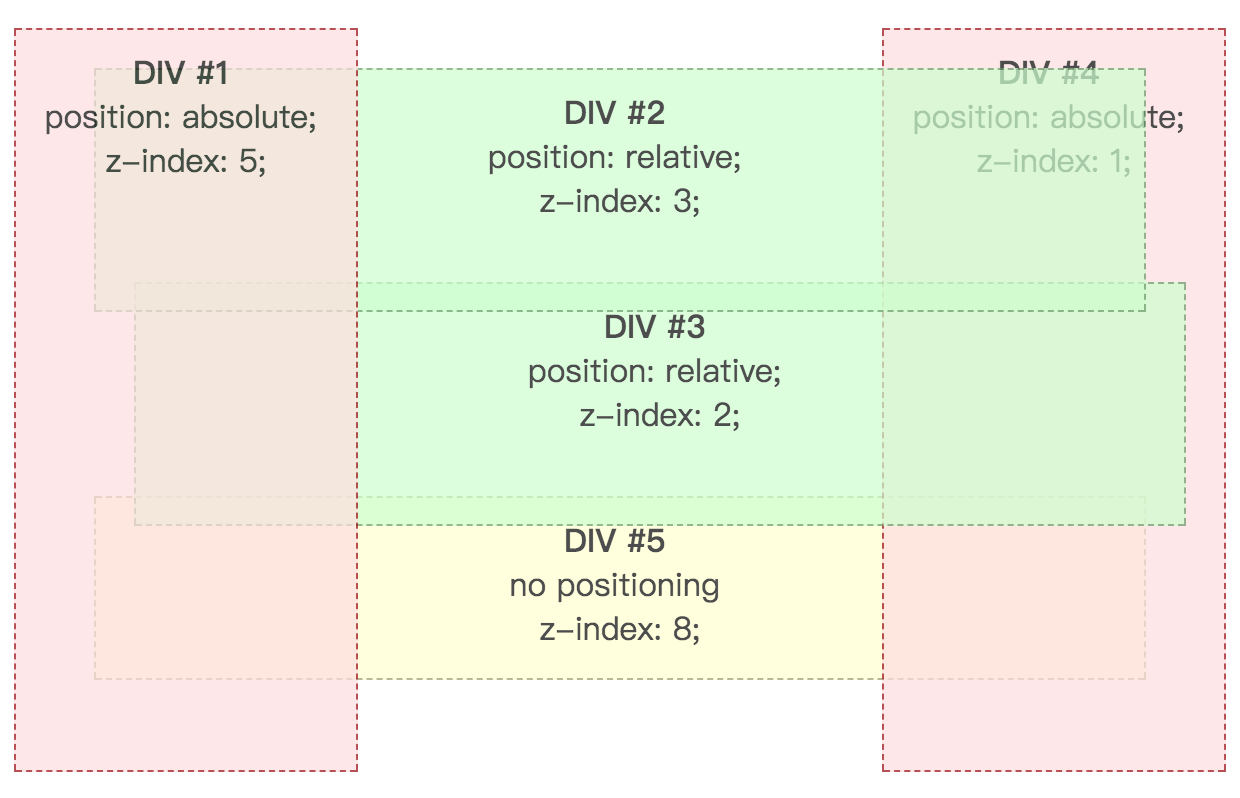 DIV #1
position: absolute;
z-index: 5;
DIV #2
position: relative;
z-index: 3;
DIV #4
position: absolute;
z-index: 1;
DIV #3
position: relative;
z-index: 2;
DIV #5
no positioning
z-index: 8;